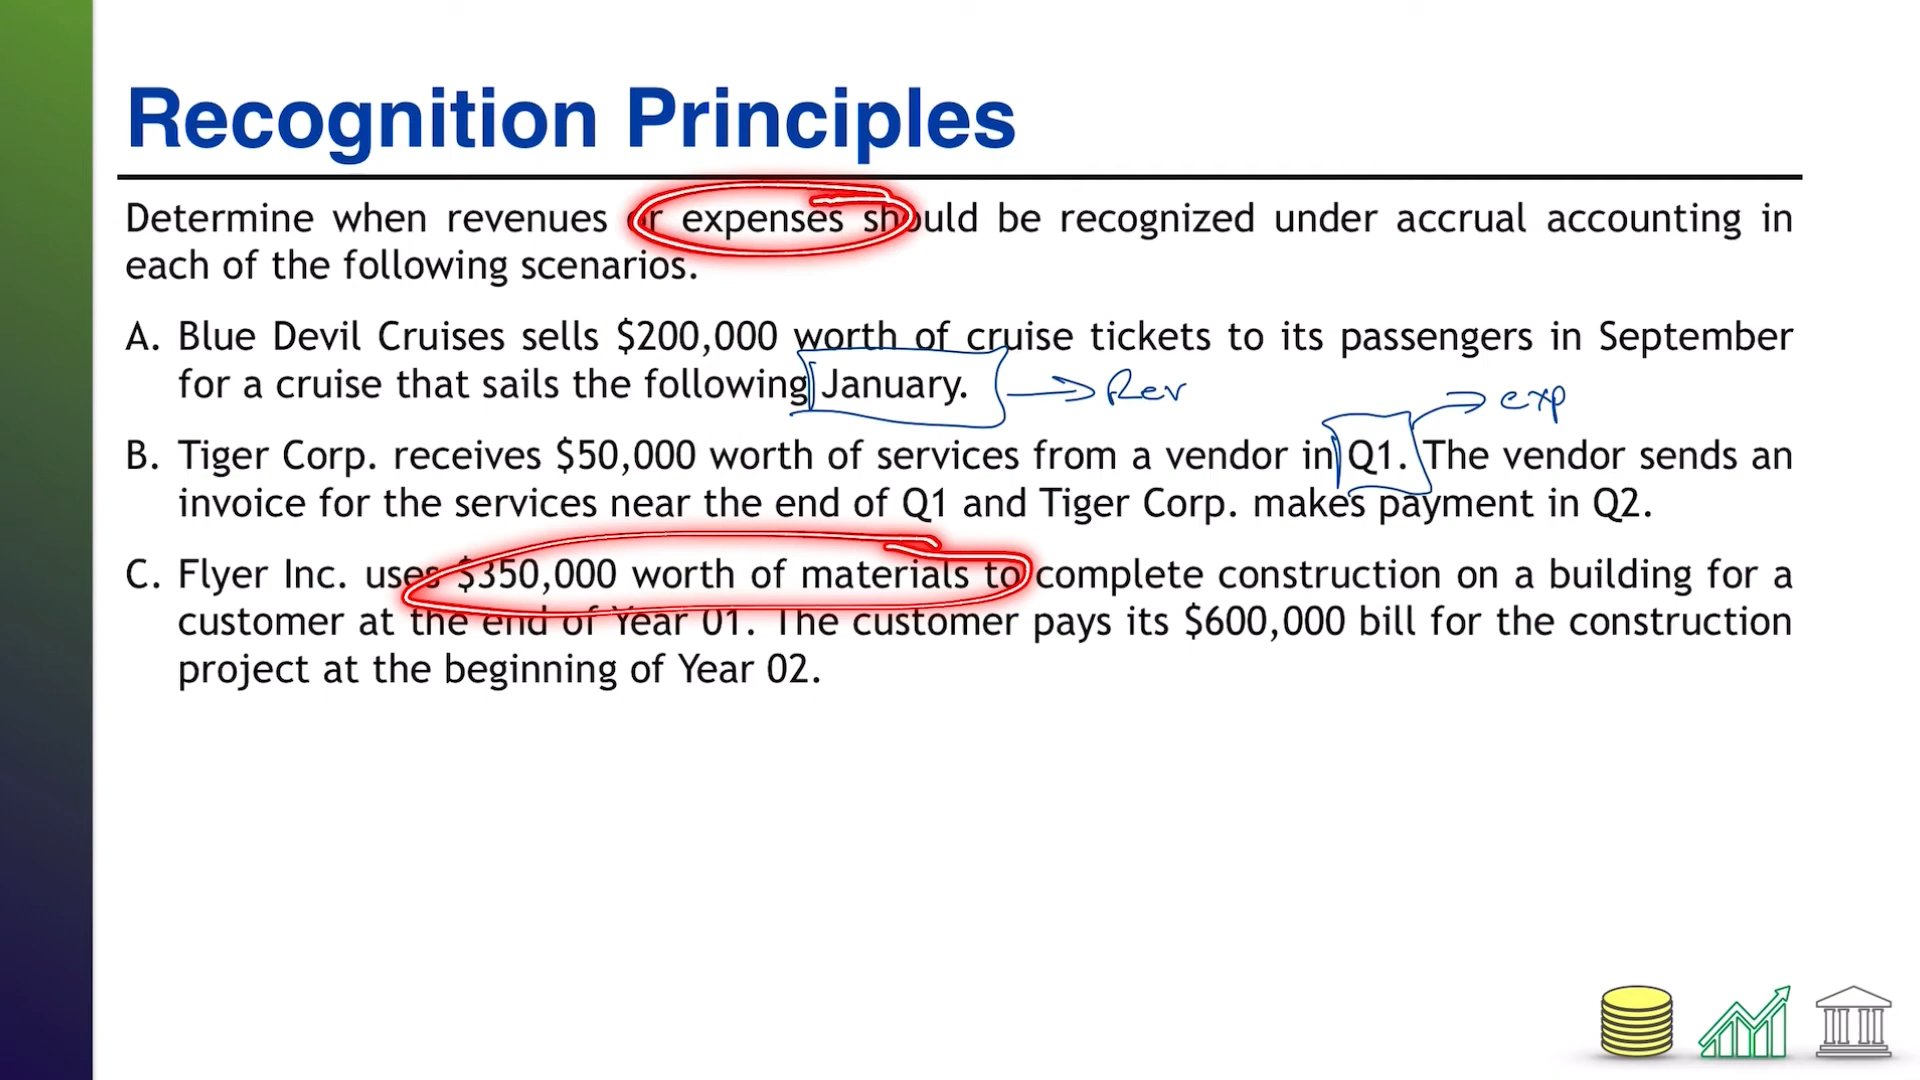 Recognition Principles
Determine when revenues or expenses should be recognized under accrual accounting in
each of the following scenarios.
A. Blue Devil Cruises sells $200,000 worth of cruise tickets to its passengers in September
for a cruise that sails the following January. → Rev
→ exp
B. Tiger Corp. receives $50,000 worth of services from a vendor in Q1. The vendor sends an
invoice for the services near the end of Q1 and Tiger Corp. makes payment in Q2.
C. Flyer Inc. uses $350,000 worth of materials to complete construction on a building for a
customer at the end of Year 01. The customer pays its $600,000 bill for the construction
project at the beginning of Year 02.